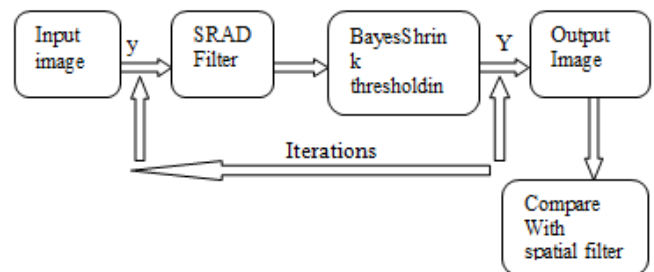 Input
image
y
SRAD
Filter
BayesShrin
k
thresholdin
Y
Output
Image
Iterations
Compare
With
spatial filter